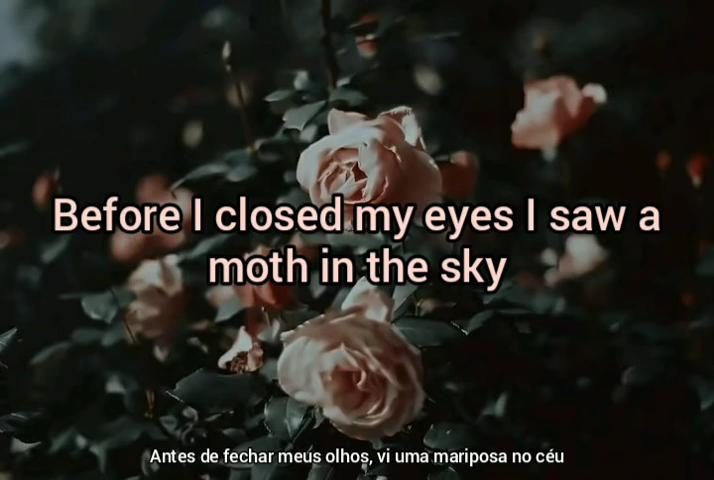 Before I closed my eyes I saw a
moth in the sky
Antes de fechar meus olhos, vi uma mariposa no céu